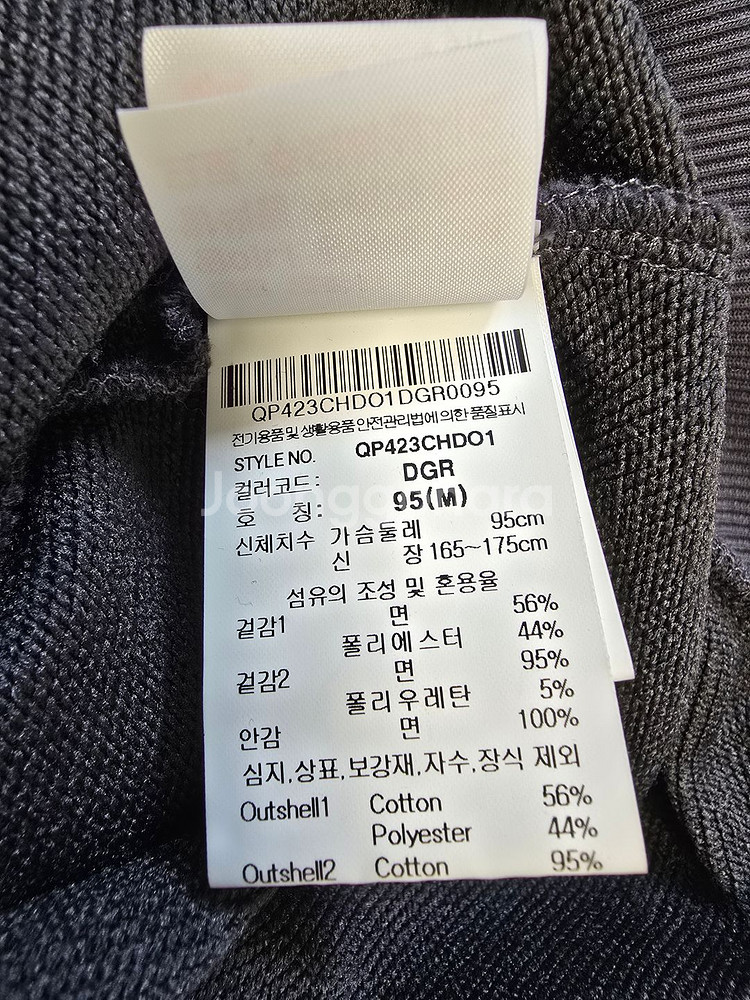 QP423CHDO1DGR0095
전기용품 및 생활용품 안전관리법에 의한 품질표시
STYLE NO. QP423CHDO1
컬러코드: DGR
호 칭: 95(M)
신체치수 가슴둘레 95cm
신 장 165~175cm
섬유의 조성 및 혼용율
겉감1 면 56%
폴리에스터 44%
겉감2 면 95%
폴리우레탄 5%
안감 면 100%
심지,상표,보강재,자수,장식 제외
Outshell1 Cotton 56%
Polyester 44%
Outshell2 Cotton 95%
Joongonara